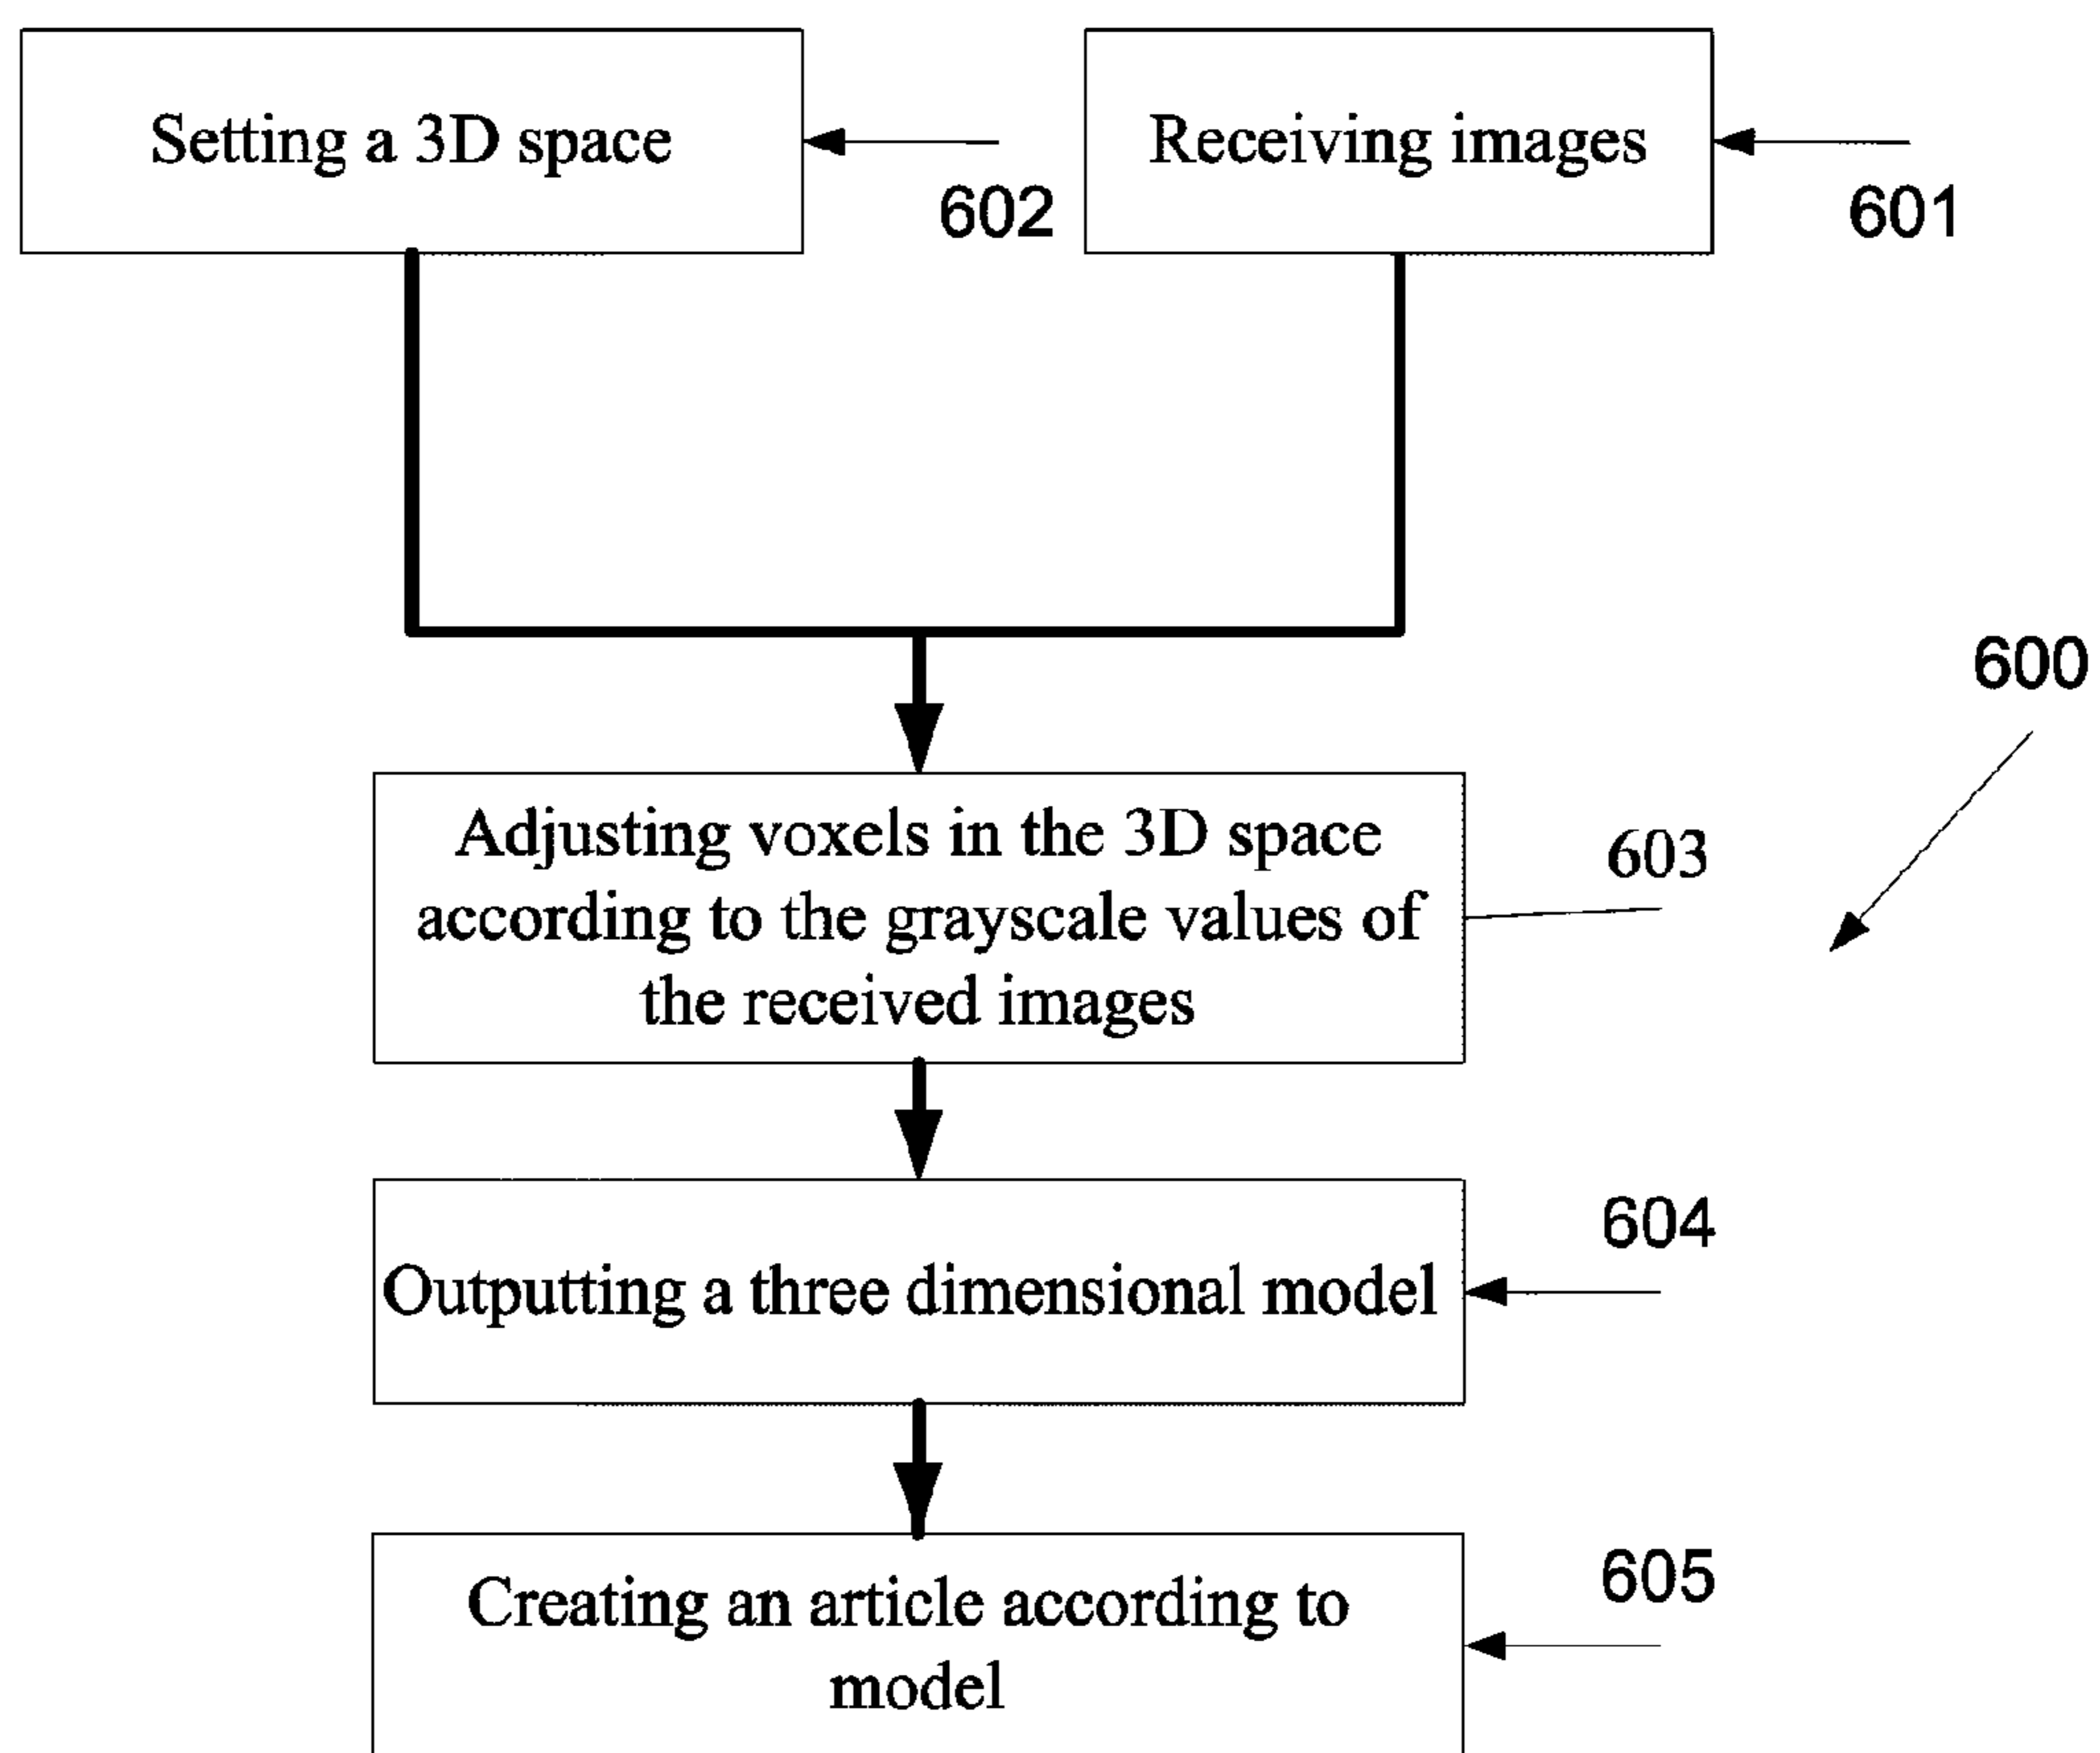 Setting a 3D space
602
Receiving images
601
600
Adjusting voxels in the 3D space
according to the grayscale values of
the received images
603
Outputting a three dimensional model
604
Creating an article according to
model
605